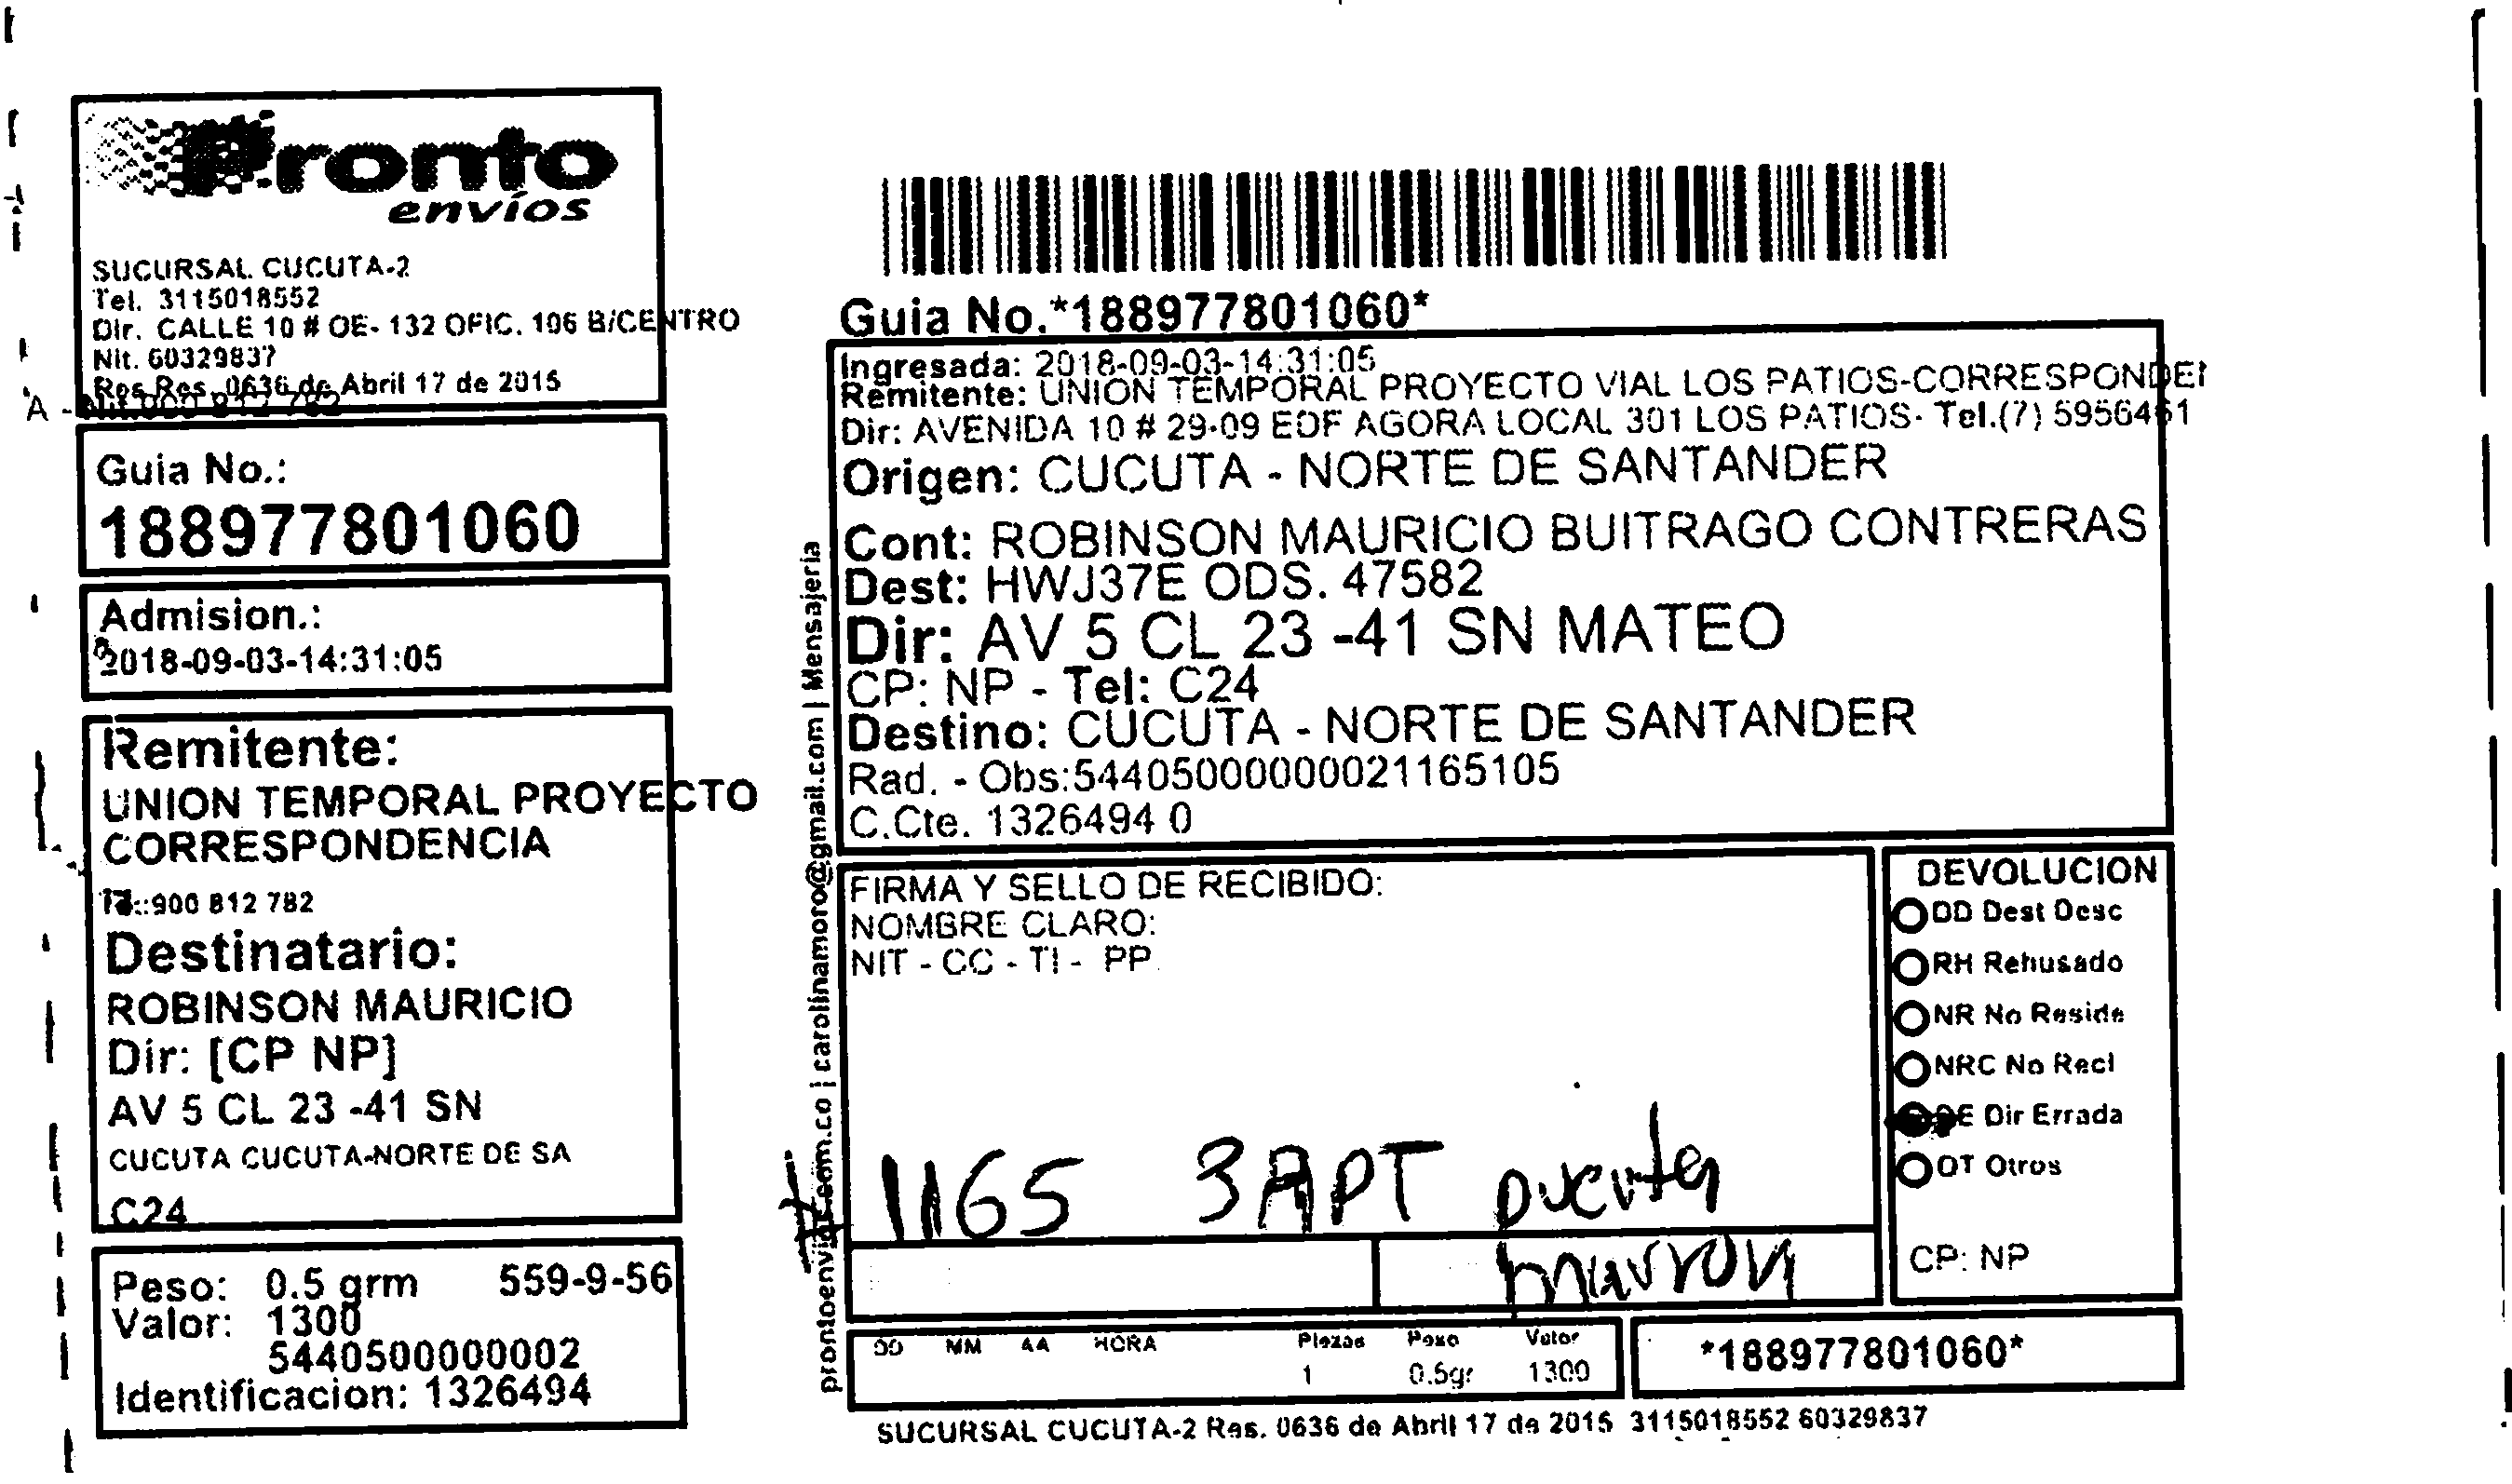 Pronto
envíos
SUCURSAL CUCUTA-2
Tel. 3115018552
Dir. CALLE 10 # OE- 132 OFIC. 106 B/CENTRO
Nit. 60329837
Res Res. 0636 de Abril 17 de 2015
Guia No.:
188977801060
Admision.:
2018-09-03-14:31:05
Remitente:
UNION TEMPORAL PROYECTO
CORRESPONDENCIA
900 812 782
Destinatario:
ROBINSON MAURICIO
Dir: [CP NP]
AV 5 CL 23 -41 SN
CUCUTA CUCUTA-NORTE DE SA
C24
Peso: 0.5 grm 559-9-56
Valor: 1300
5440500000002
Identificacion: 1326494
prontoenvios.com.co | carolinamoro@gmail.com | Mensajeria
Guia No.*188977801060*
Ingresada: 2018-09-03-14:31:05
Remitente: UNION TEMPORAL PROYECTO VIAL LOS PATIOS-CORRESPONDEN
Dir: AVENIDA 10 # 29-09 EDF AGORA LOCAL 301 LOS PATIOS- Tel.(7) 5956461
Origen: CUCUTA - NORTE DE SANTANDER
Cont: ROBINSON MAURICIO BUITRAGO CONTRERAS
Dest: HWJ37E ODS. 47582
Dir: AV 5 CL 23 -41 SN MATEO
CP: NP - Tel: C24
Destino: CUCUTA - NORTE DE SANTANDER
Rad. - Obs:544050000000021165105
C.Cte. 1326494 0
FIRMA Y SELLO DE RECIBIDO:
NOMBRE CLARO:
NIT - CC - TI - PP
# 1165 3APT puerta
marron
DEVOLUCION
DD Dest Desc
RH Rehusado
NR No Reside
NRC No Recl
DE Dir Errada
OT Otros
CP: NP
DD MM AA HORA Piezas Peso Valor
1 0.5gr 1300
*188977801060*
SUCURSAL CUCUTA-2 Res. 0636 de Abril 17 de 2015 3115018552 60329837